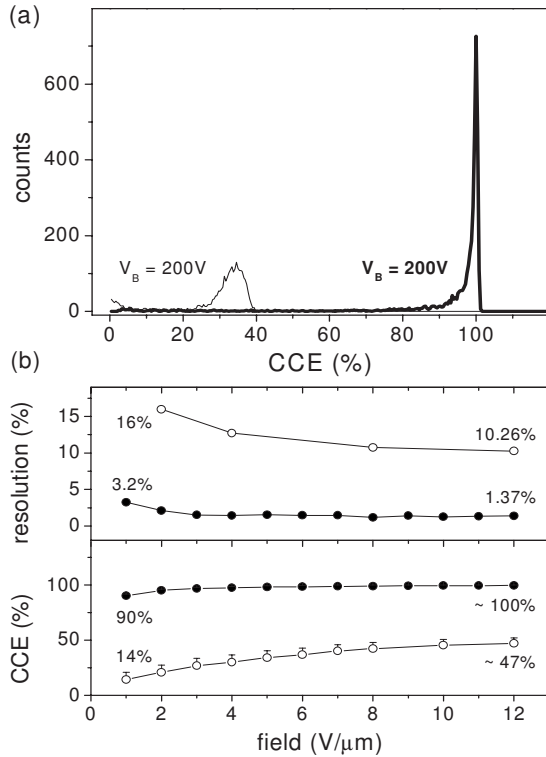 (a)
600
400
200
0
counts
V_B = 200V
V_B = 200V
0 20 40 60 80 100
CCE (%)
(b)
15
10
5
0
resolution (%)
16%
10.26%
3.2%
1.37%
100
50
0
CCE (%)
90%
~ 100%
14%
~ 47%
0 2 4 6 8 10 12
field (V/µm)